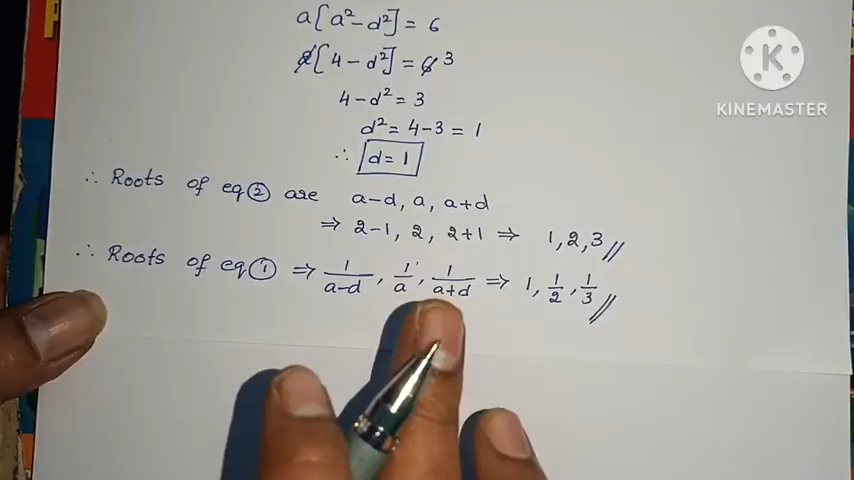 a[a²-d²] = 6
2[4-d²] = 6 3
4-d² = 3
d² = 4-3 = 1
∴ d=1
∴ Roots of eq② are a-d, a, a+d
⇒ 2-1, 2, 2+1 ⇒ 1,2,3//
∴ Roots of eq① ⇒ 1/(a-d), 1/a, 1/(a+d) ⇒ 1, 1/2, 1/3//
K
KINEMASTER